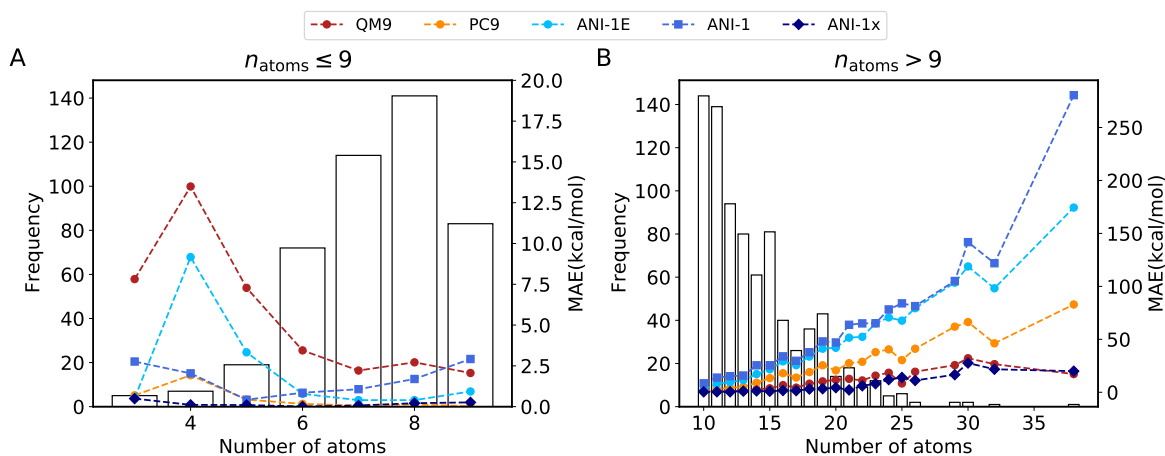 QM9 PC9 ANI-1E ANI-1 ANI-1x
A
n_atoms ≤ 9
140
120
100
80
60
40
20
0
Frequency
4 6 8
Number of atoms
20.0
17.5
15.0
12.5
10.0
7.5
5.0
2.5
0.0
MAE(kcal/mol)
B
n_atoms > 9
140
120
100
80
60
40
20
0
Frequency
10 15 20 25 30 35
Number of atoms
250
200
150
100
50
0
MAE(kcal/mol)